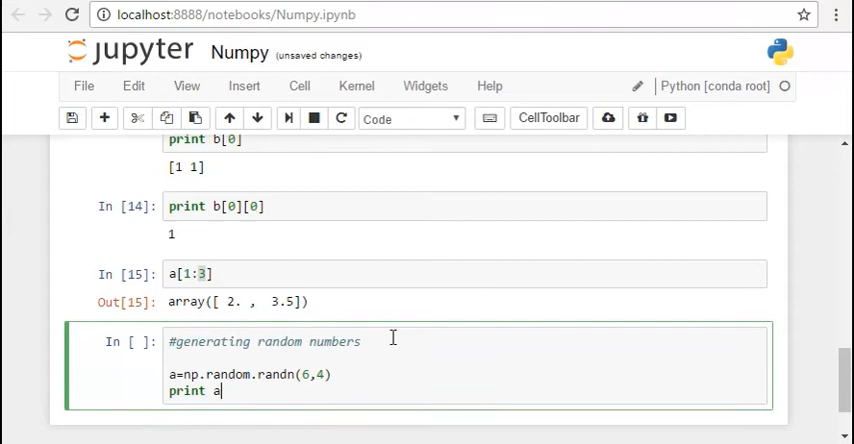 localhost:8888/notebooks/Numpy.ipynb
jupyter Numpy (unsaved changes)
File Edit View Insert Cell Kernel Widgets Help Python [conda root]
Code CellToolbar
print b[0]
[1 1]
In [14]: print b[0][0]
1
In [15]: a[1:3]
Out[15]: array([ 2. ,  3.5])
In [ ]: #generating random numbers
a=np.random.randn(6,4)
print a